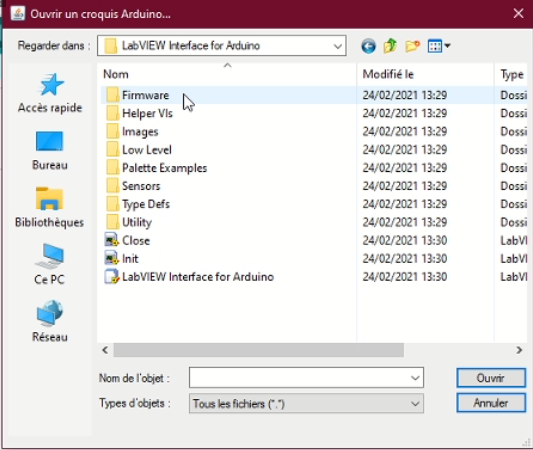 Ouvrir un croquis Arduino...
Regarder dans : LabVIEW Interface for Arduino
Nom Modifié le Type
Accès rapide
Bureau
Bibliothèques
Ce PC
Réseau
Firmware 24/02/2021 13:29 Dossi
Helper VIs 24/02/2021 13:29 Dossi
Images 24/02/2021 13:29 Dossi
Low Level 24/02/2021 13:29 Dossi
Palette Examples 24/02/2021 13:29 Dossi
Sensors 24/02/2021 13:29 Dossi
Type Defs 24/02/2021 13:29 Dossi
Utility 24/02/2021 13:29 Dossi
Close 24/02/2021 13:30 LabVI
Init 24/02/2021 13:30 LabVI
LabVIEW Interface for Arduino 24/02/2021 13:30 LabVI
Nom de l'objet : Ouvrir
Types d'objets : Tous les fichiers (*.*) Annuler